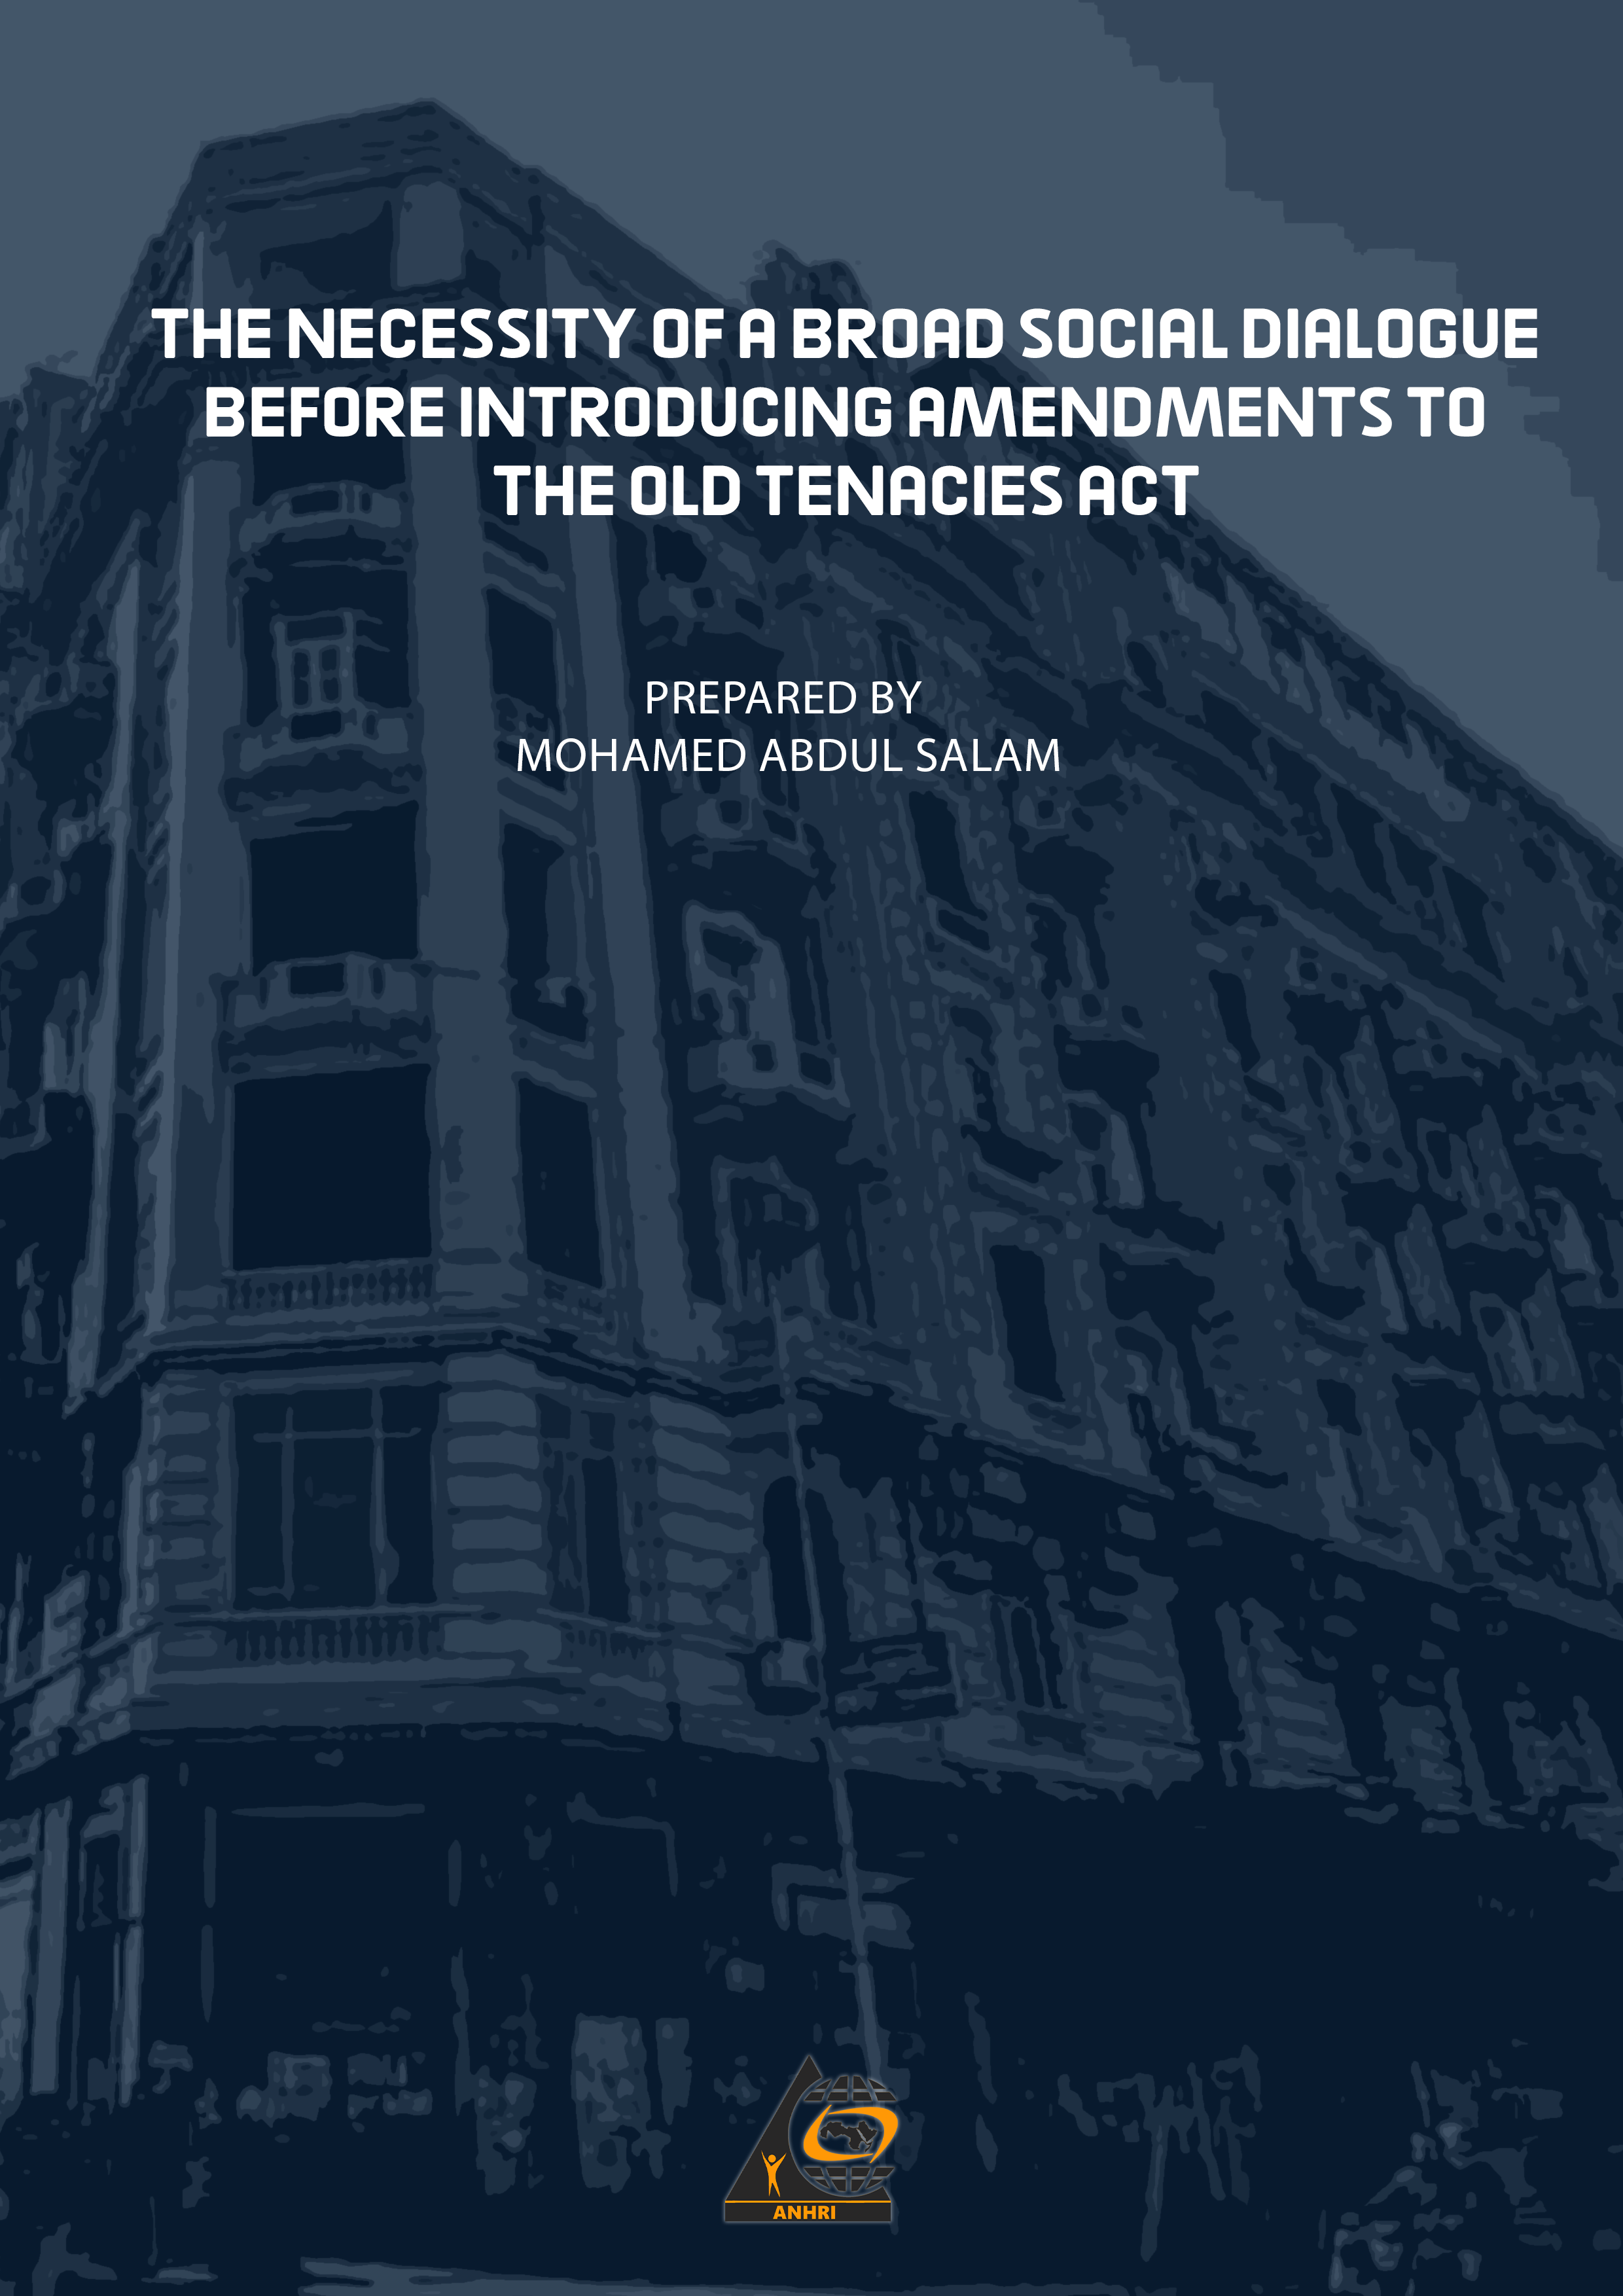 THE NECESSITY OF A BROAD SOCIAL DIALOGUE
BEFORE INTRODUCING AMENDMENTS TO
THE OLD TENACIES ACT
PREPARED BY
MOHAMED ABDUL SALAM
ANHRI